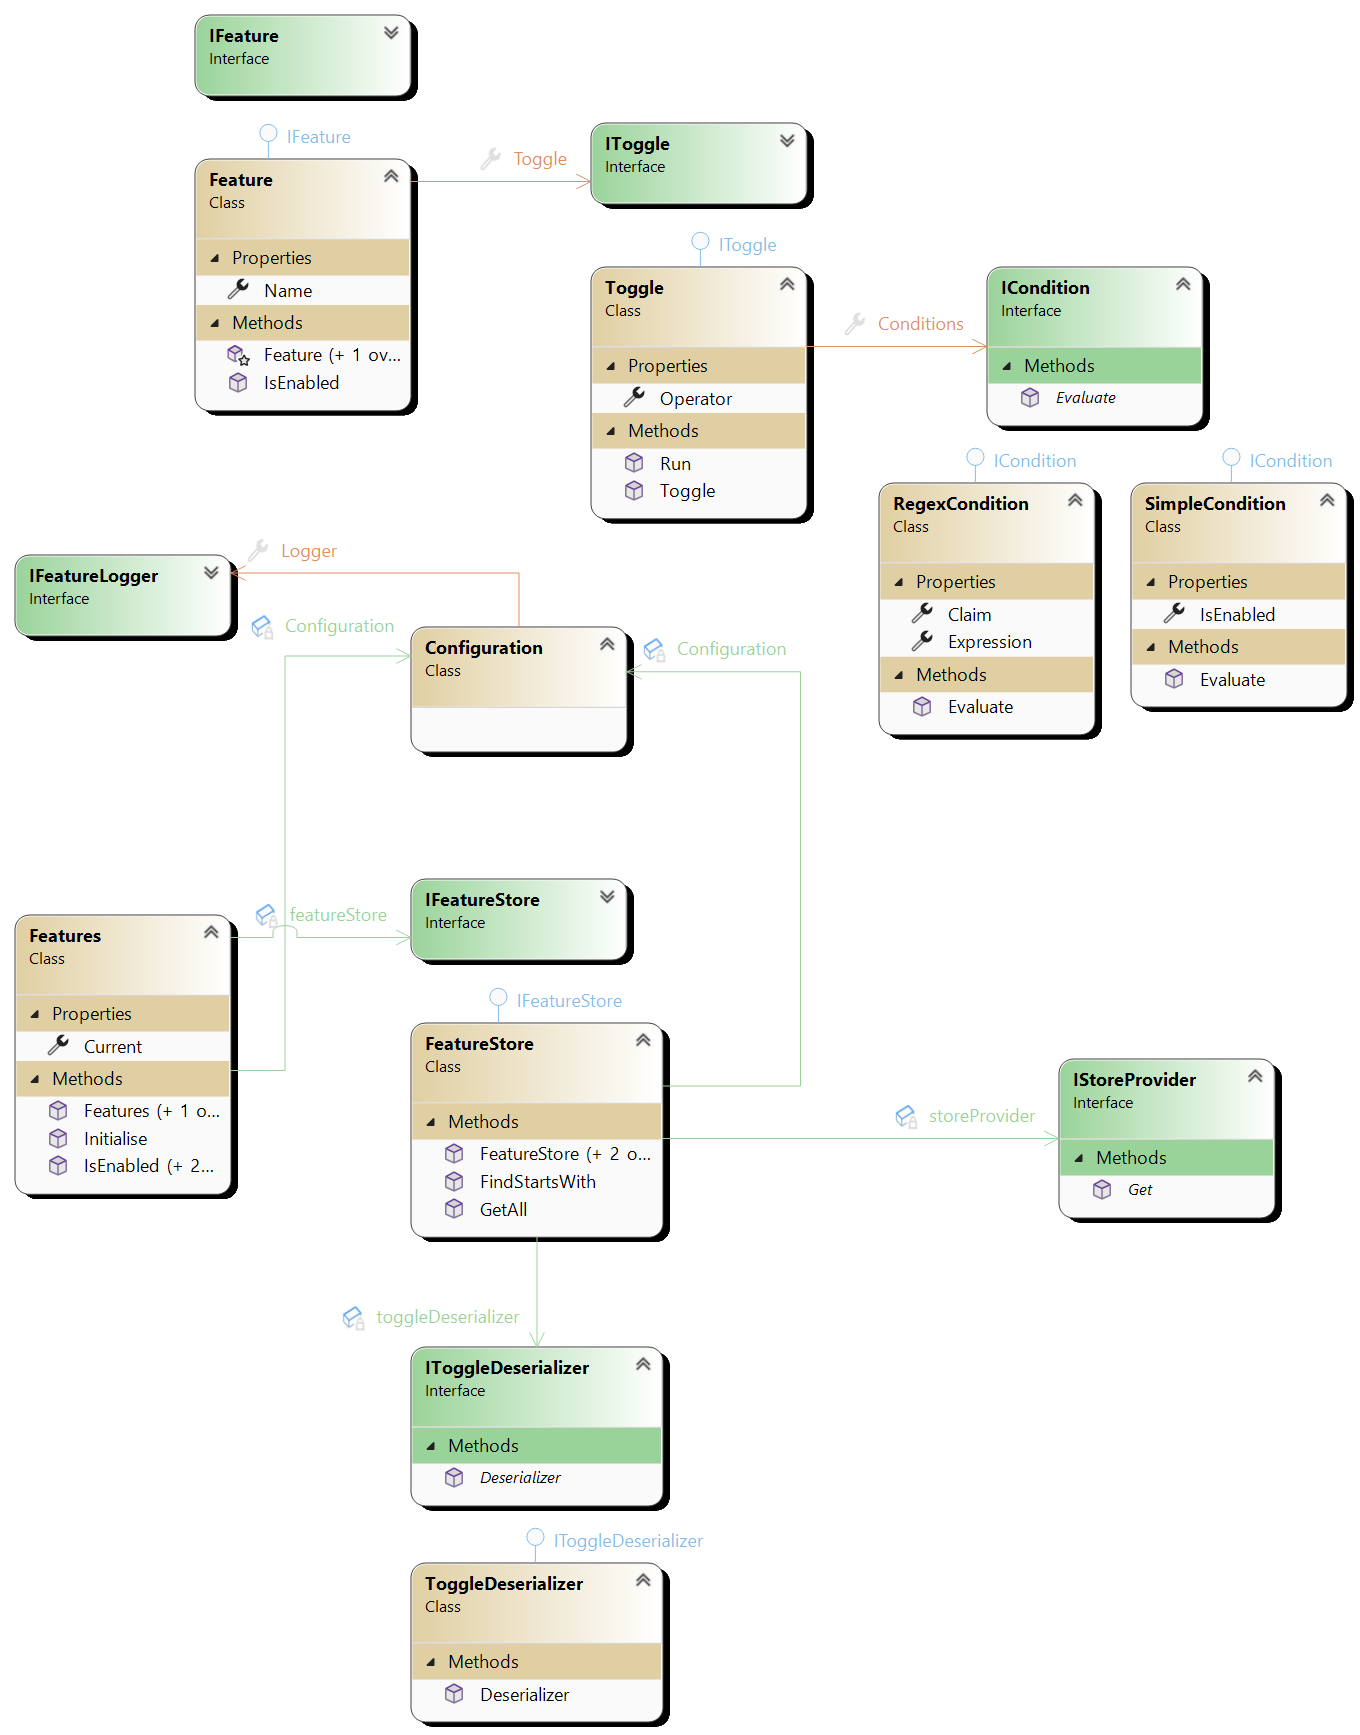 IFeature
Interface
IFeature
Feature
Class
Properties
Name
Methods
Feature (+ 1 ov...
IsEnabled
Toggle
IToggle
Interface
IToggle
Toggle
Class
Properties
Operator
Methods
Run
Toggle
Conditions
ICondition
Interface
Methods
Evaluate
ICondition
RegexCondition
Class
Properties
Claim
Expression
Methods
Evaluate
ICondition
SimpleCondition
Class
Properties
IsEnabled
Methods
Evaluate
Logger
IFeatureLogger
Interface
Configuration
Configuration
Class
Configuration
featureStore
IFeatureStore
Interface
Features
Class
Properties
Current
Methods
Features (+ 1 o...
Initialise
IsEnabled (+ 2...
IFeatureStore
FeatureStore
Class
Methods
FeatureStore (+ 2 o...
FindStartsWith
GetAll
storeProvider
IStoreProvider
Interface
Methods
Get
toggleDeserializer
IToggleDeserializer
Interface
Methods
Deserializer
IToggleDeserializer
ToggleDeserializer
Class
Methods
Deserializer